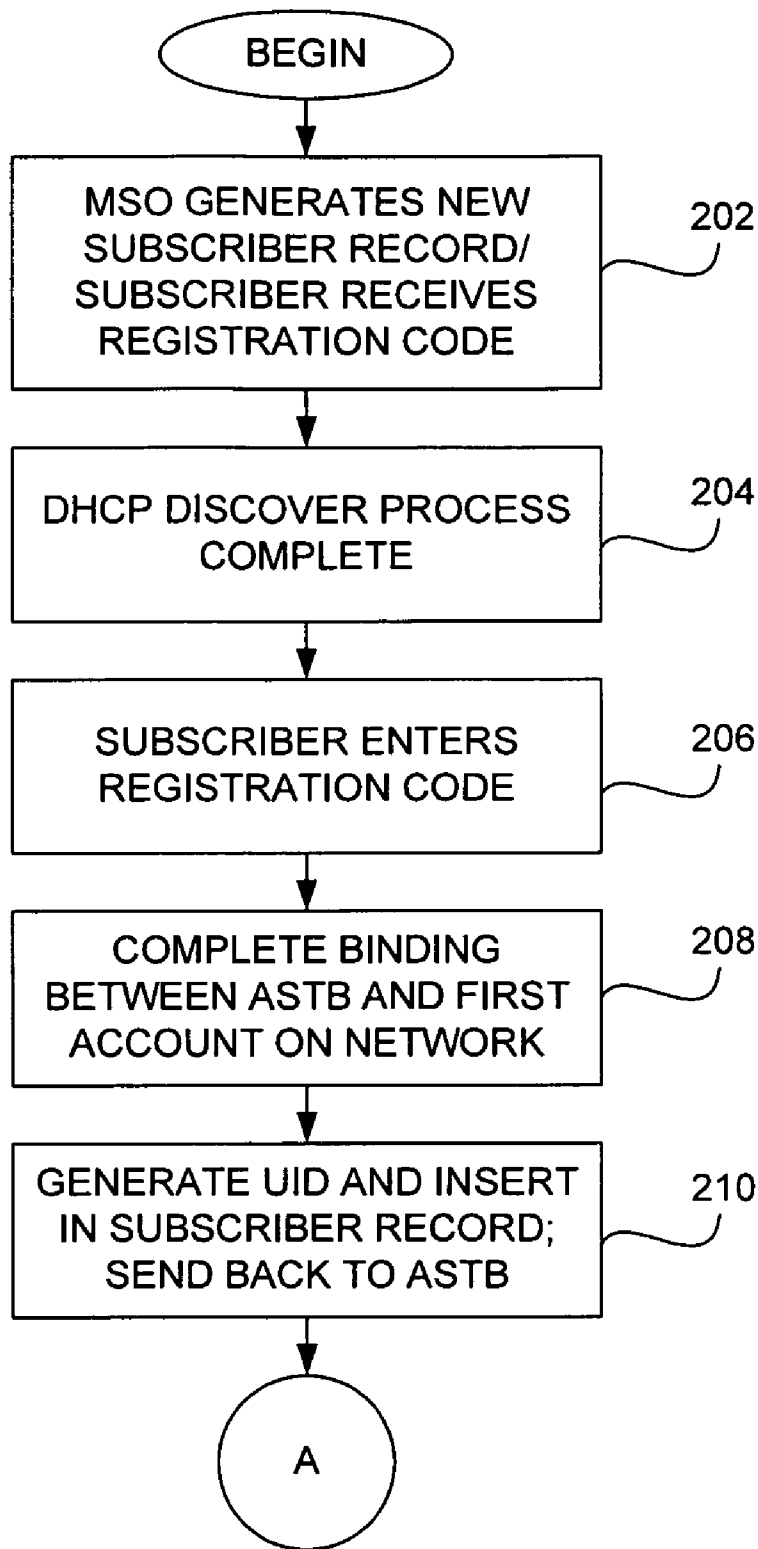 BEGIN
MSO GENERATES NEW
SUBSCRIBER RECORD/
SUBSCRIBER RECEIVES
REGISTRATION CODE
202
DHCP DISCOVER PROCESS
COMPLETE
204
SUBSCRIBER ENTERS
REGISTRATION CODE
206
COMPLETE BINDING
BETWEEN ASTB AND FIRST
ACCOUNT ON NETWORK
208
GENERATE UID AND INSERT
IN SUBSCRIBER RECORD;
SEND BACK TO ASTB
210
A